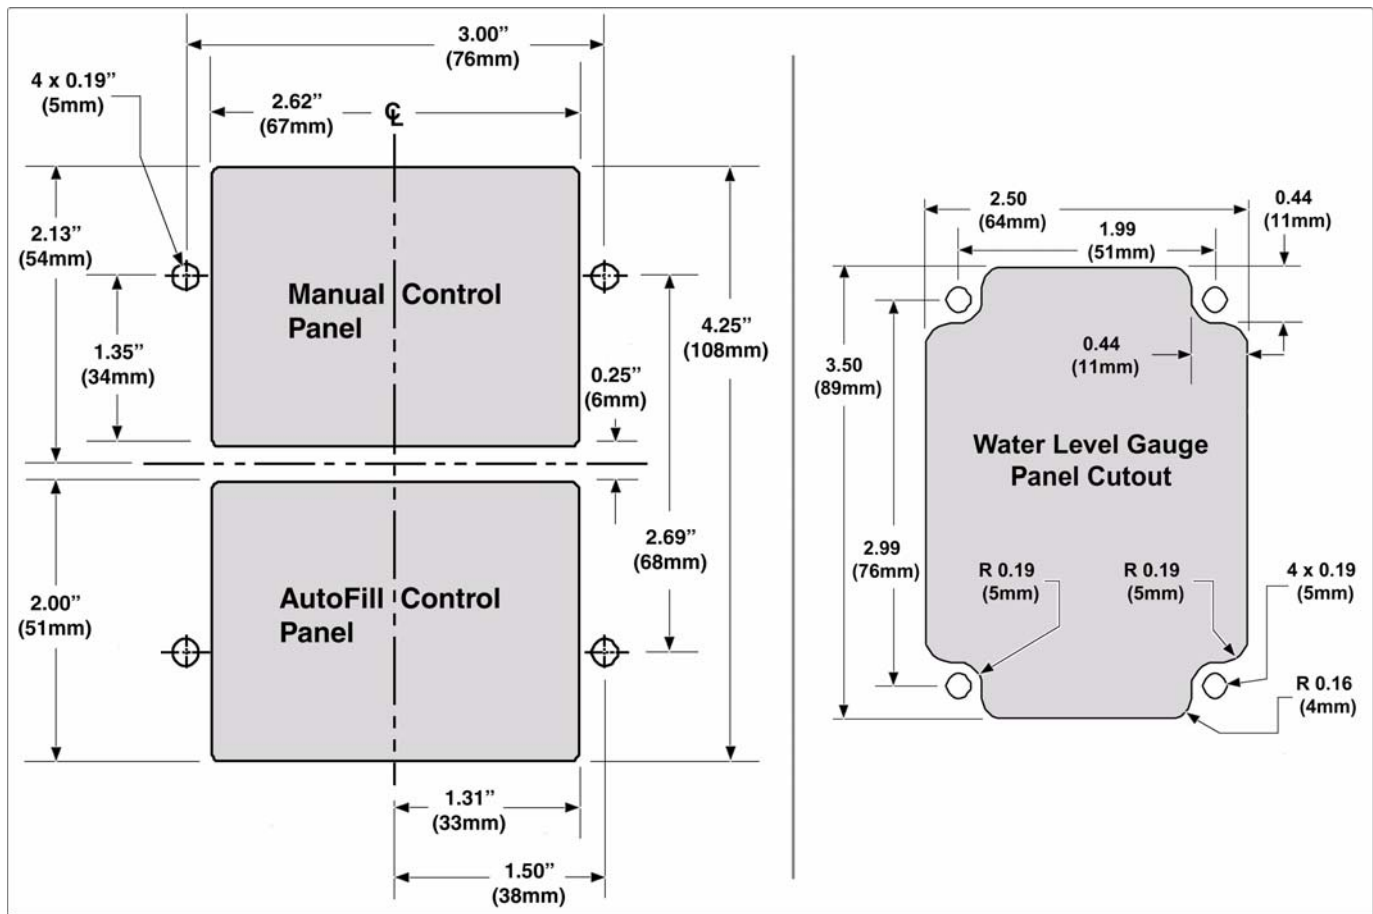 3.00”
(76mm)
4 x 0.19”
(5mm)
2.62”
(67mm)
℄
2.13”
(54mm)
Manual Control
Panel
1.35”
(34mm)
4.25”
(108mm)
0.25”
(6mm)
2.69”
(68mm)
AutoFill Control
Panel
2.00”
(51mm)
1.31”
(33mm)
1.50”
(38mm)
2.50
(64mm)
0.44
(11mm)
1.99
(51mm)
0.44
(11mm)
3.50
(89mm)
Water Level Gauge
Panel Cutout
2.99
(76mm)
R 0.19
(5mm)
R 0.19
(5mm)
4 x 0.19
(5mm)
R 0.16
(4mm)